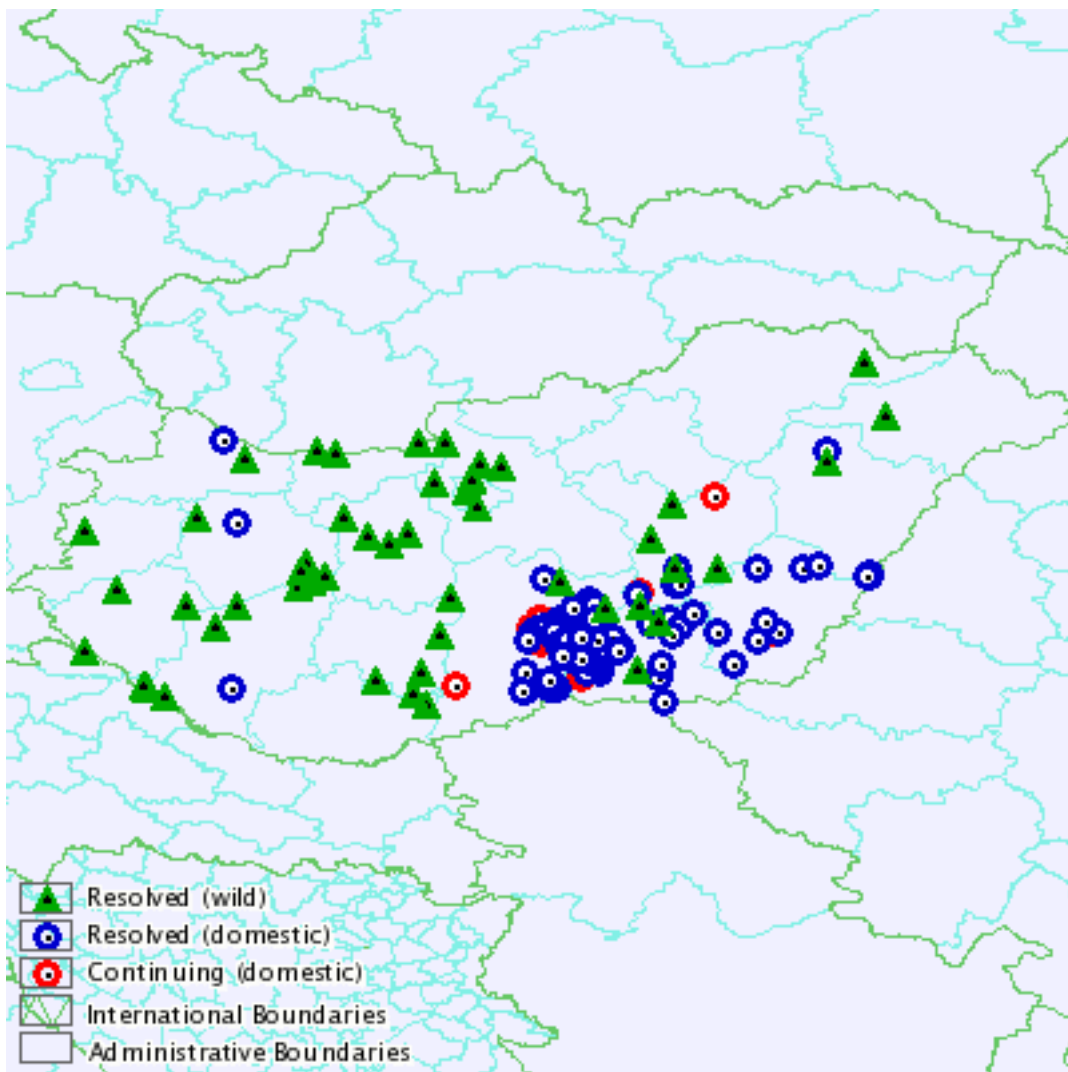 Resolved (wild)
Resolved (domestic)
Continuing (domestic)
International Boundaries
Administrative Boundaries